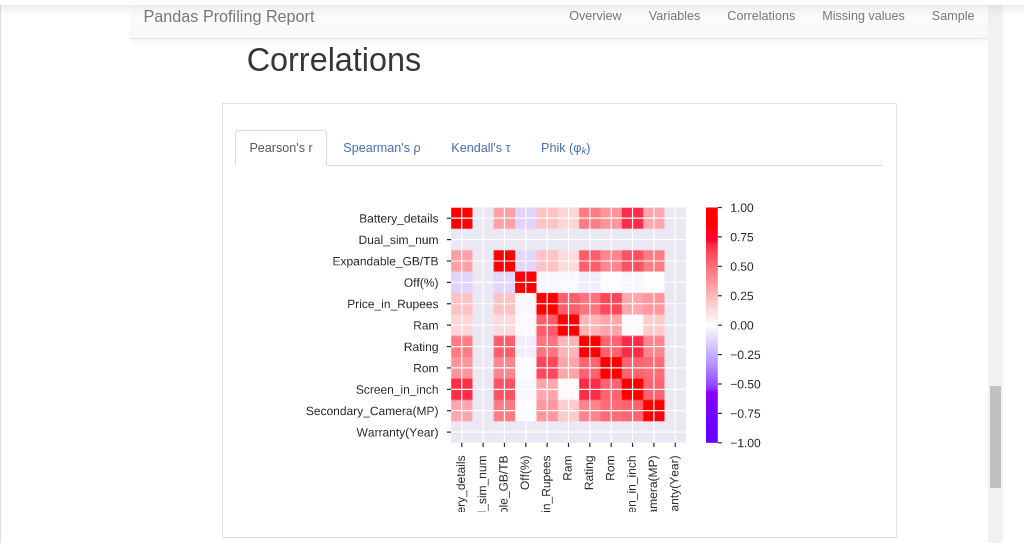 Pandas Profiling Report
Overview Variables Correlations Missing values Sample
Correlations
Pearson's r Spearman's ρ Kendall's τ Phik (φk)
Battery_details
Dual_sim_num
Expandable_GB/TB
Off(%)
Price_in_Rupees
Ram
Rating
Rom
Screen_in_inch
Secondary_Camera(MP)
Warranty(Year)
ery_details
_sim_num
ble_GB/TB
Off(%)
in_Rupees
Ram
Rating
Rom
en_in_inch
amera(MP)
anty(Year)
1.00
0.75
0.50
0.25
0.00
−0.25
−0.50
−0.75
−1.00